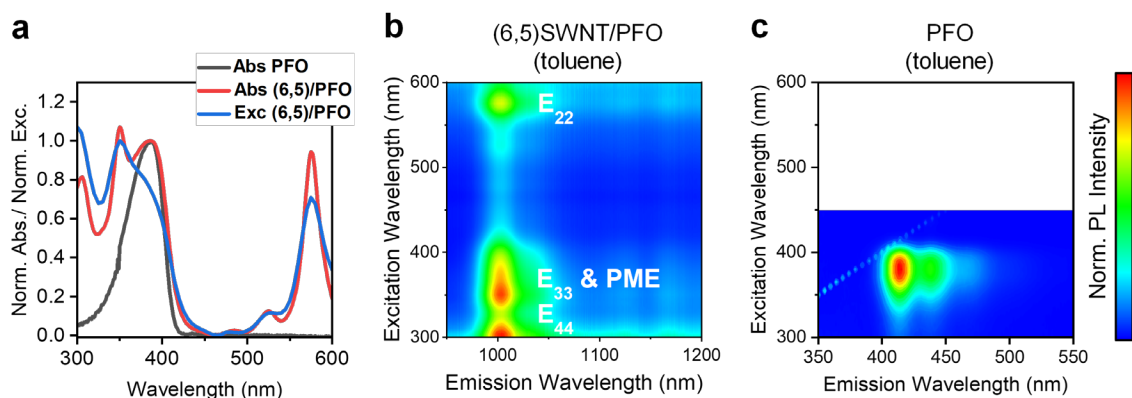 a
Abs PFO
Abs (6,5)/PFO
Exc (6,5)/PFO
Norm. Abs./ Norm. Exc.
1.2
1.0
0.8
0.6
0.4
0.2
0.0
300 400 500 600
Wavelength (nm)
b
(6,5)SWNT/PFO
(toluene)
Excitation Wavelength (nm)
600
500
400
300
E22
E33 & PME
E44
1000 1100 1200
Emission Wavelength (nm)
c
PFO
(toluene)
Excitation Wavelength (nm)
600
500
400
300
350 400 450 500 550
Emission Wavelength (nm)
Norm. PL Intensity